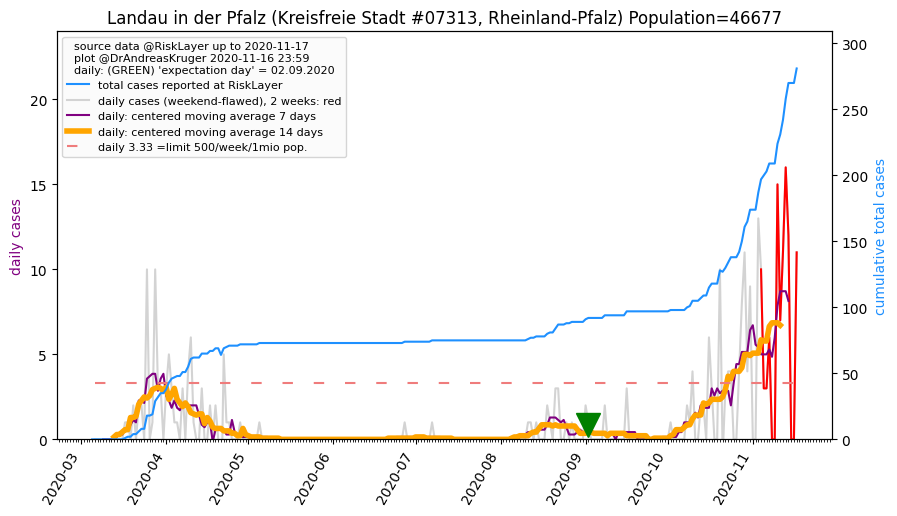 Landau in der Pfalz (Kreisfreie Stadt #07313, Rheinland-Pfalz) Population=46677
source data @RiskLayer up to 2020-11-17
plot @DrAndreasKruger 2020-11-16 23:59
daily: (GREEN) 'expectation day' = 02.09.2020
total cases reported at RiskLayer
daily cases (weekend-flawed), 2 weeks: red
daily: centered moving average 7 days
daily: centered moving average 14 days
daily 3.33 =limit 500/week/1mio pop.
daily cases
20
15
10
5
0
cumulative total cases
300
250
200
150
100
50
0
2020-03
2020-04
2020-05
2020-06
2020-07
2020-08
2020-09
2020-10
2020-11